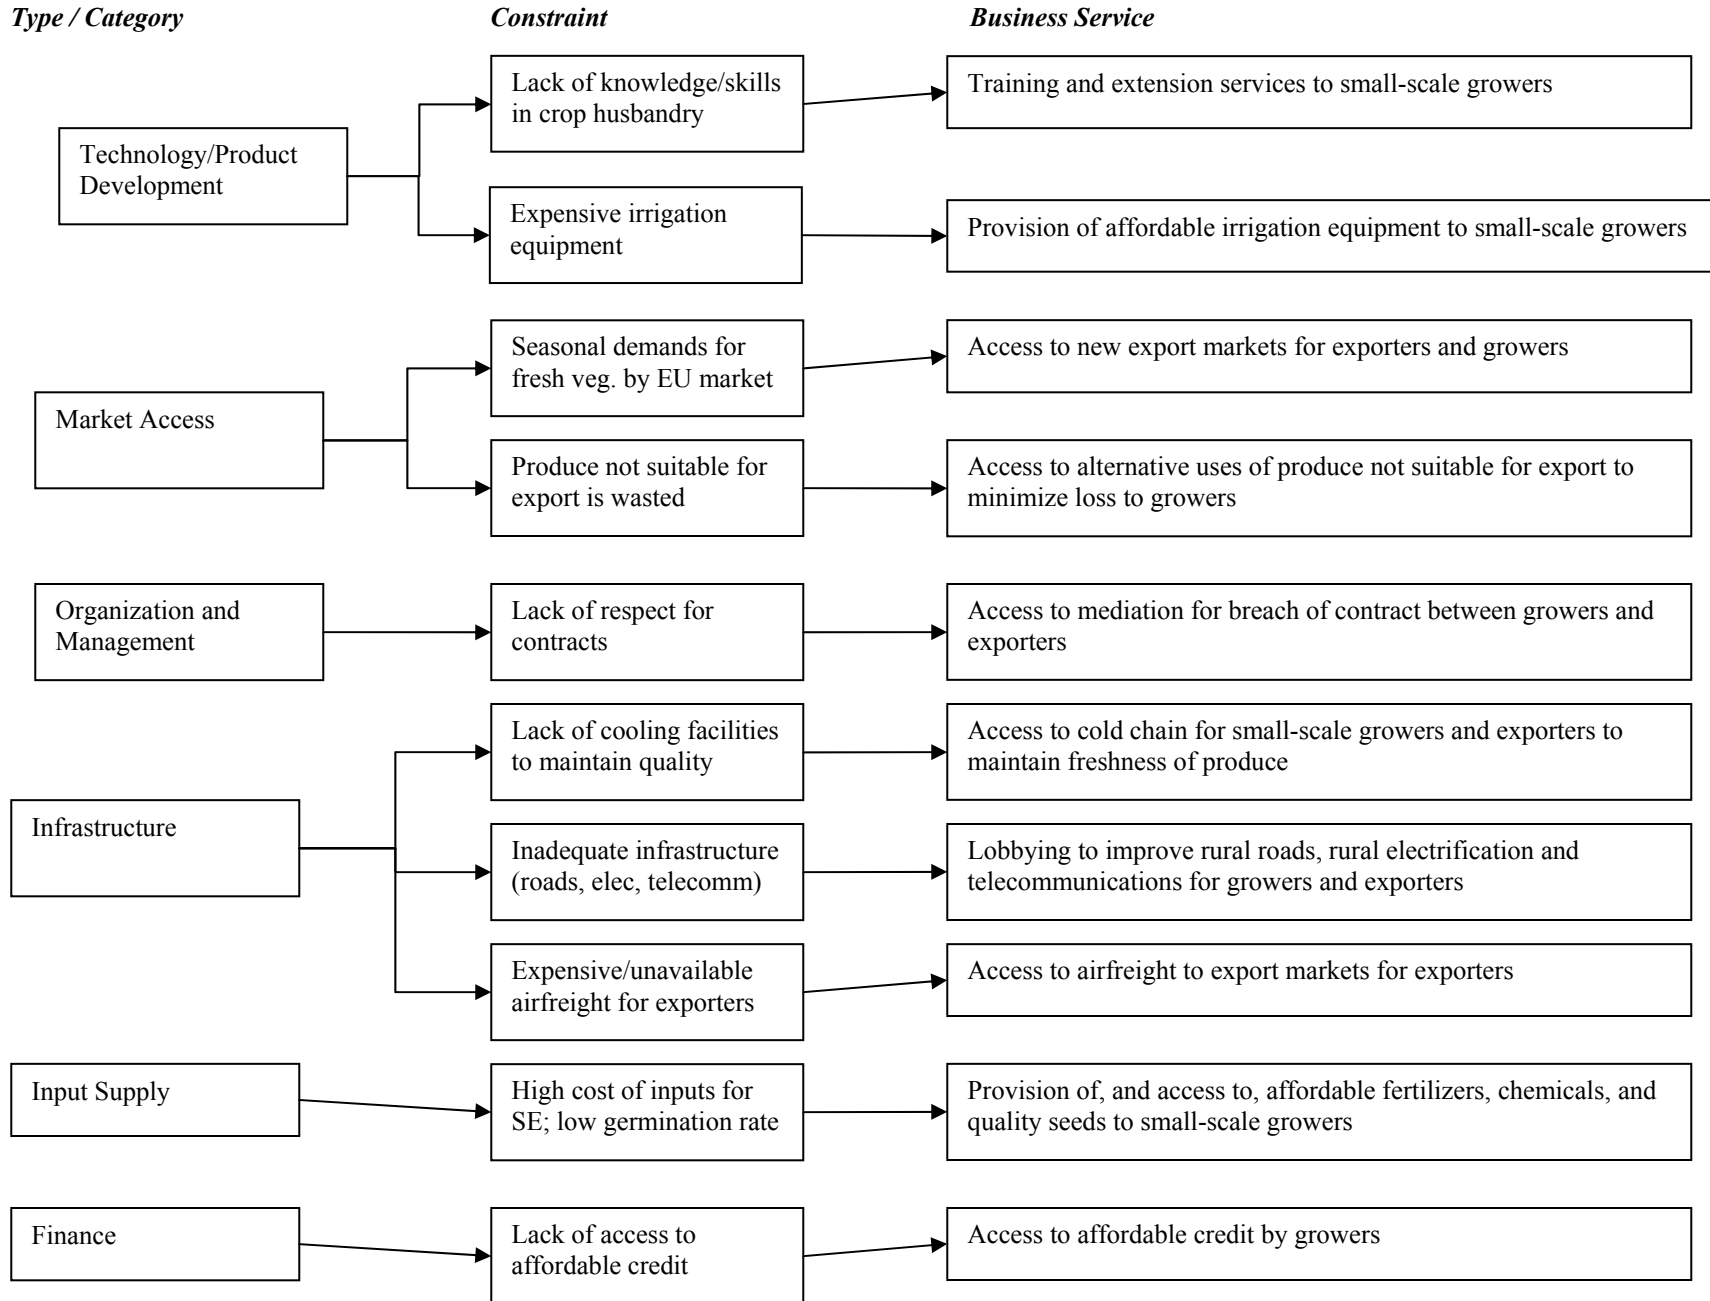 Type / Category
Constraint
Business Service
Technology/Product
Development
Lack of knowledge/skills
in crop husbandry
Training and extension services to small-scale growers
Expensive irrigation
equipment
Provision of affordable irrigation equipment to small-scale growers
Market Access
Seasonal demands for
fresh veg. by EU market
Access to new export markets for exporters and growers
Produce not suitable for
export is wasted
Access to alternative uses of produce not suitable for export to
minimize loss to growers
Organization and
Management
Lack of respect for
contracts
Access to mediation for breach of contract between growers and
exporters
Infrastructure
Lack of cooling facilities
to maintain quality
Access to cold chain for small-scale growers and exporters to
maintain freshness of produce
Inadequate infrastructure
(roads, elec, telecomm)
Lobbying to improve rural roads, rural electrification and
telecommunications for growers and exporters
Expensive/unavailable
airfreight for exporters
Access to airfreight to export markets for exporters
Input Supply
High cost of inputs for
SE; low germination rate
Provision of, and access to, affordable fertilizers, chemicals, and
quality seeds to small-scale growers
Finance
Lack of access to
affordable credit
Access to affordable credit by growers